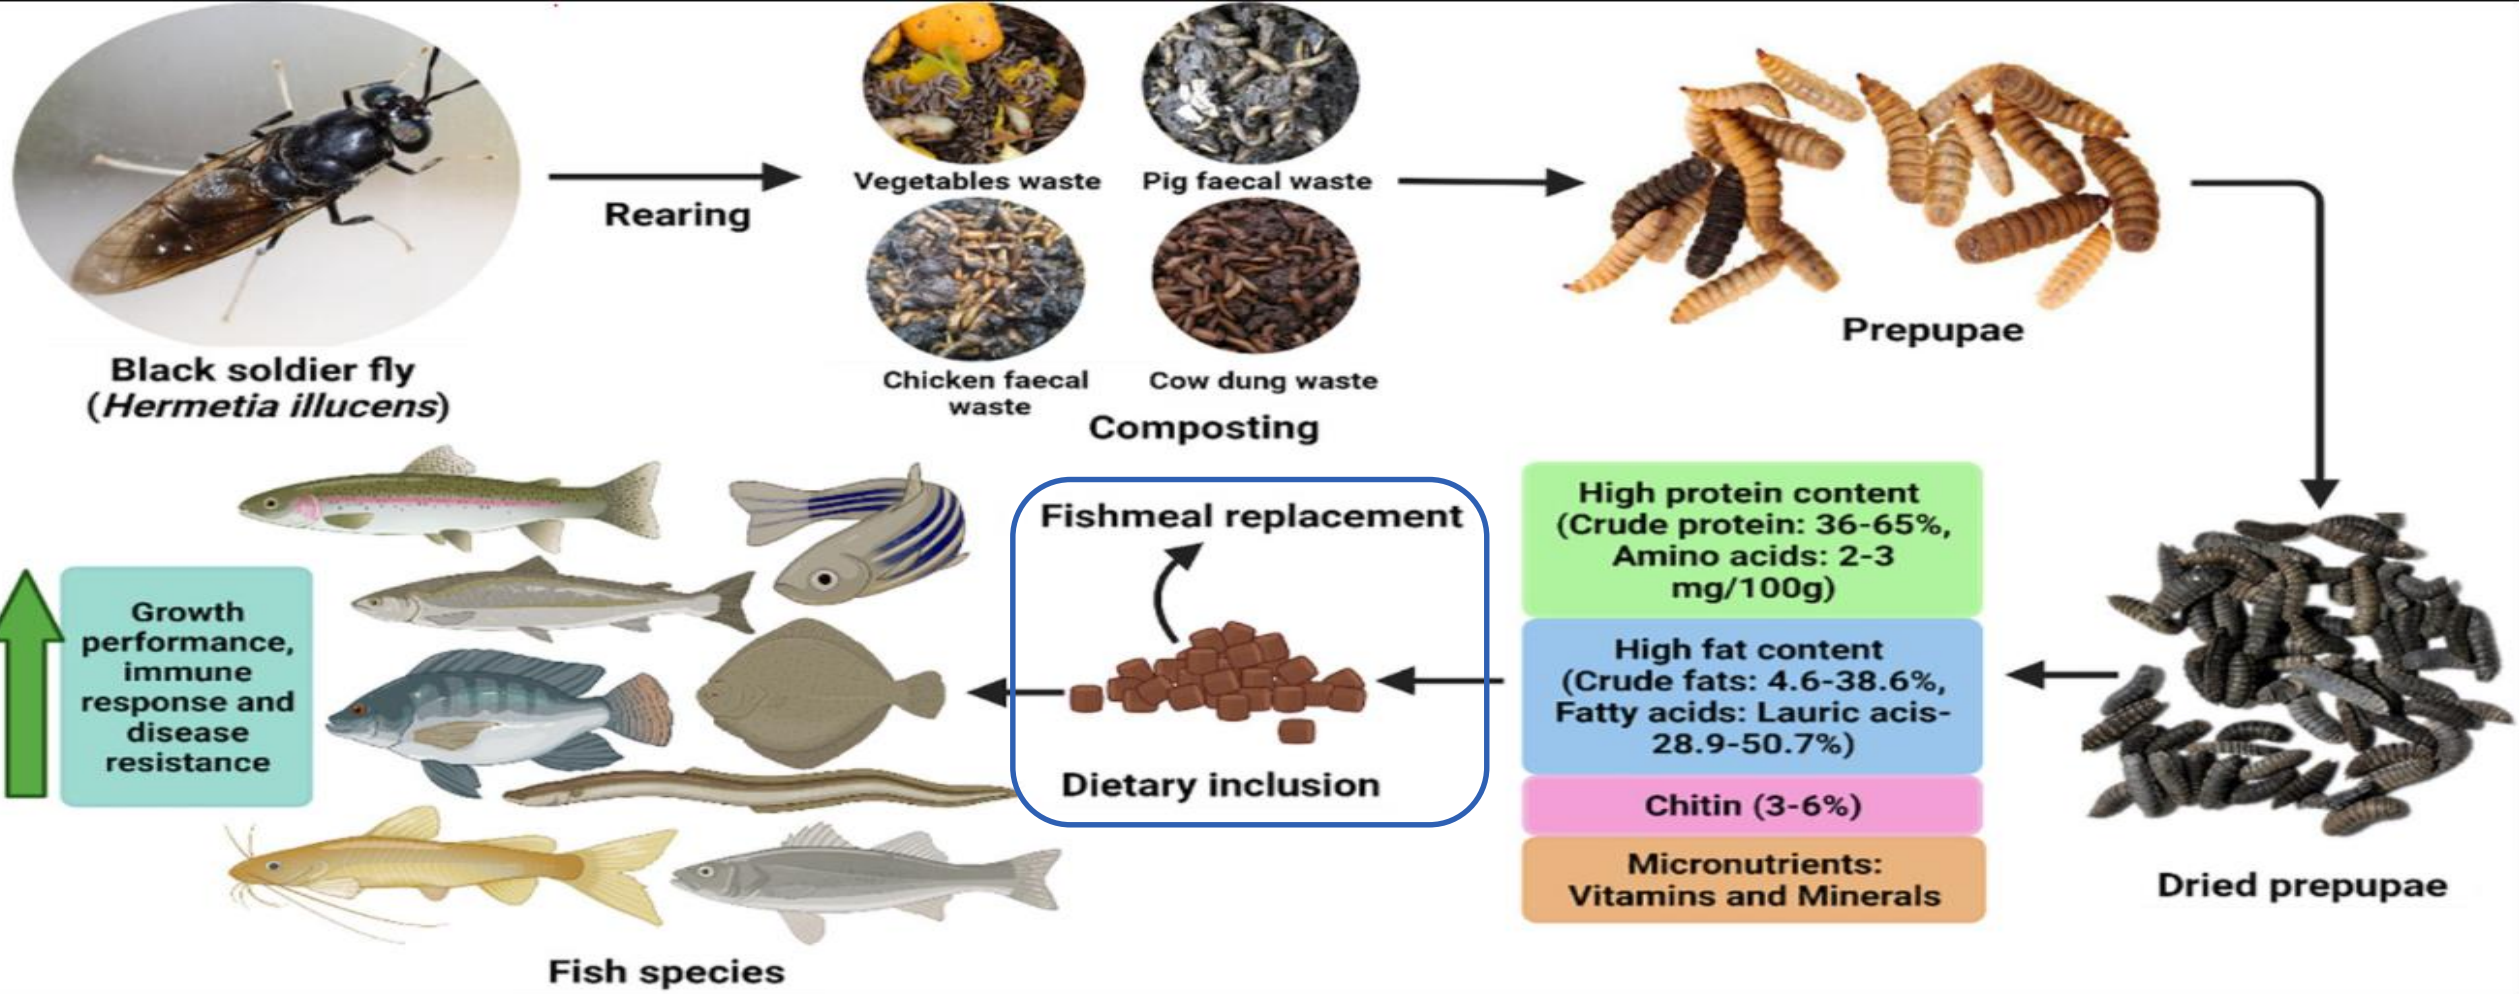 Rearing
Vegetables waste
Pig faecal waste
Chicken faecal
waste
Cow dung waste
Composting
Prepupae
Black soldier fly
(Hermetia illucens)
Growth
performance,
immune
response and
disease
resistance
Fish species
Fishmeal replacement
Dietary inclusion
High protein content
(Crude protein: 36-65%,
Amino acids: 2-3
mg/100g)
High fat content
(Crude fats: 4.6-38.6%,
Fatty acids: Lauric acis-
28.9-50.7%)
Chitin (3-6%)
Micronutrients:
Vitamins and Minerals
Dried prepupae